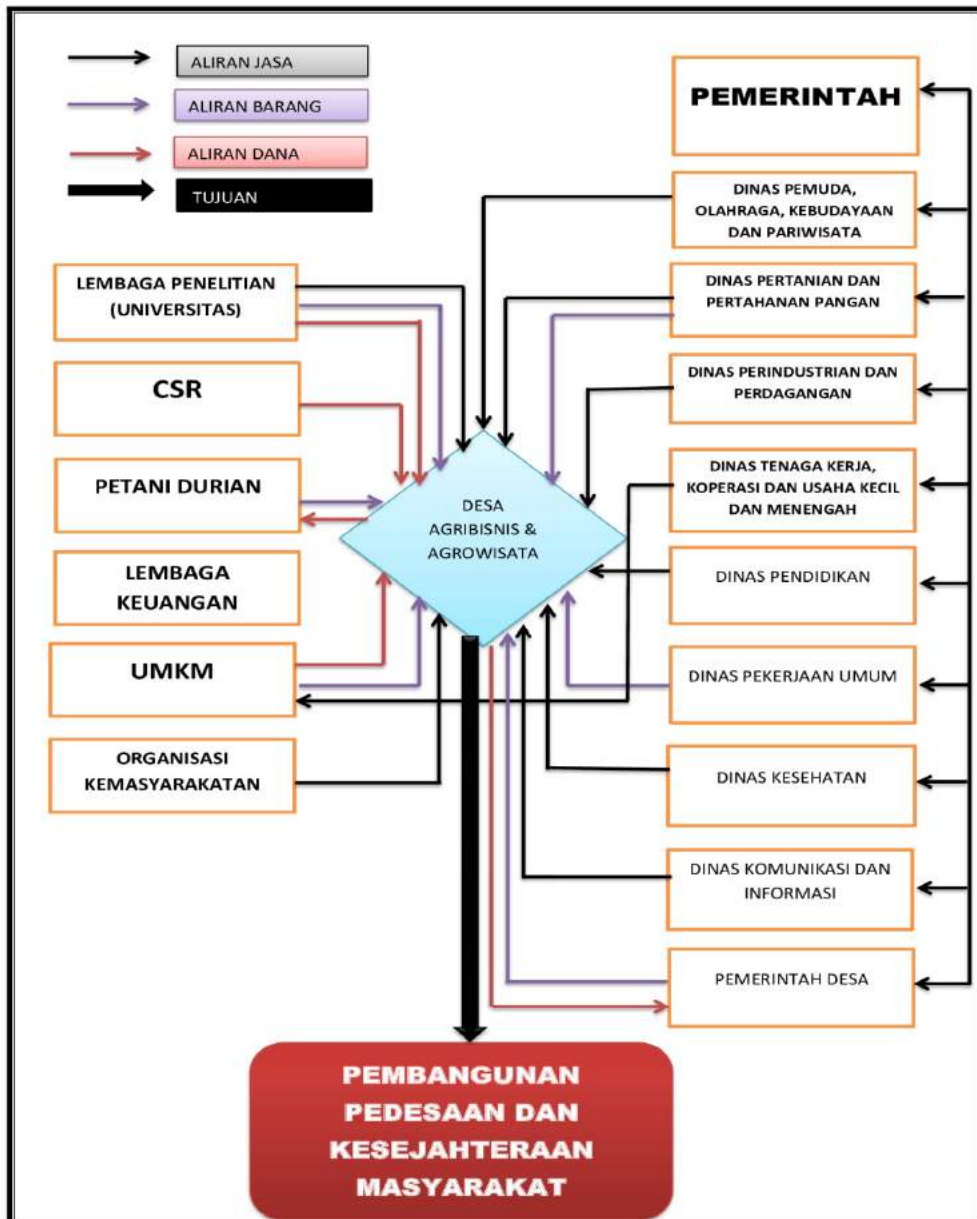 ALIRAN JASA
ALIRAN BARANG
ALIRAN DANA
TUJUAN
PEMERINTAH
DINAS PEMUDA,
OLAHRAGA, KEBUDAYAAN
DAN PARIWISATA
LEMBAGA PENELITIAN
(UNIVERSITAS)
DINAS PERTANIAN DAN
PERTAHANAN PANGAN
CSR
DINAS PERINDUSTRIAN DAN
PERDAGANGAN
PETANI DURIAN
DINAS TENAGA KERJA,
KOPERASI DAN USAHA KECIL
DAN MENENGAH
DESA
AGRIBISNIS &
AGROWISATA
LEMBAGA
KEUANGAN
DINAS PENDIDIKAN
UMKM
DINAS PEKERJAAN UMUM
ORGANISASI
KEMASYARAKATAN
DINAS KESEHATAN
DINAS KOMUNIKASI DAN
INFORMASI
PEMERINTAH DESA
PEMBANGUNAN
PEDESAAN DAN
KESEJAHTERAAN
MASYARAKAT